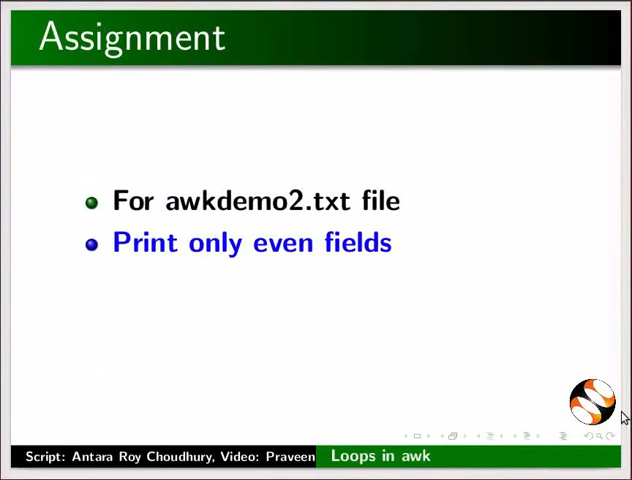 Assignment
For awkdemo2.txt file
Print only even fields
Script: Antara Roy Choudhury, Video: Praveen
Loops in awk